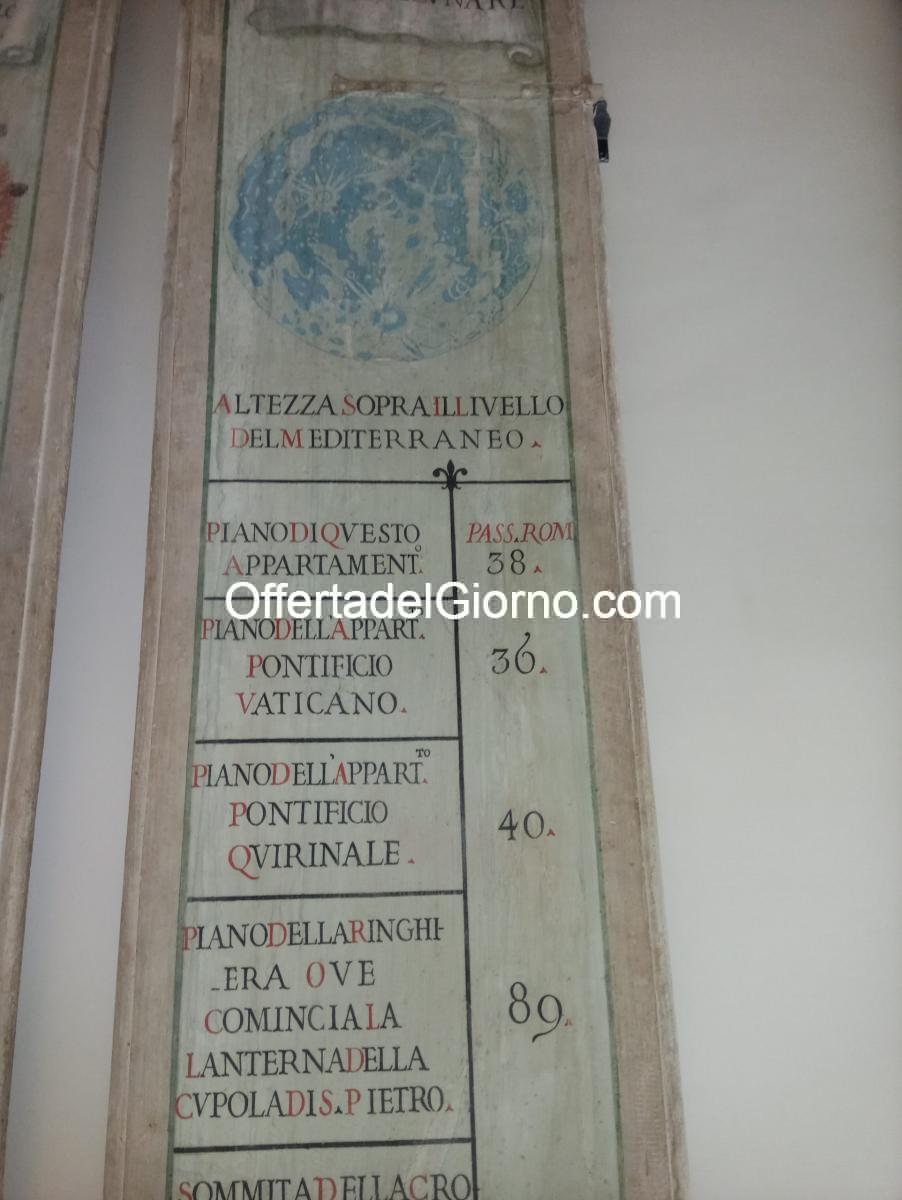 ALTEZZA SOPRA IL LIVELLO
DEL MEDITERRANEO.
PIANO DI QVESTO
APPARTAMENT.O
PASS. ROM
38.
OffertadelGiorno.com
PIANO DELL'APPART.TO
PONTIFICIO
VATICANO.
36.
PIANO DELL'APPART.TO
PONTIFICIO
QVIRINALE.
40.
PIANO DELLA RINGHI-
-ERA OVE
COMINCIA LA
LANTERNA DELLA
CVPOLA DI S. PIETRO.
89.
SOMMITA DELLA CRO